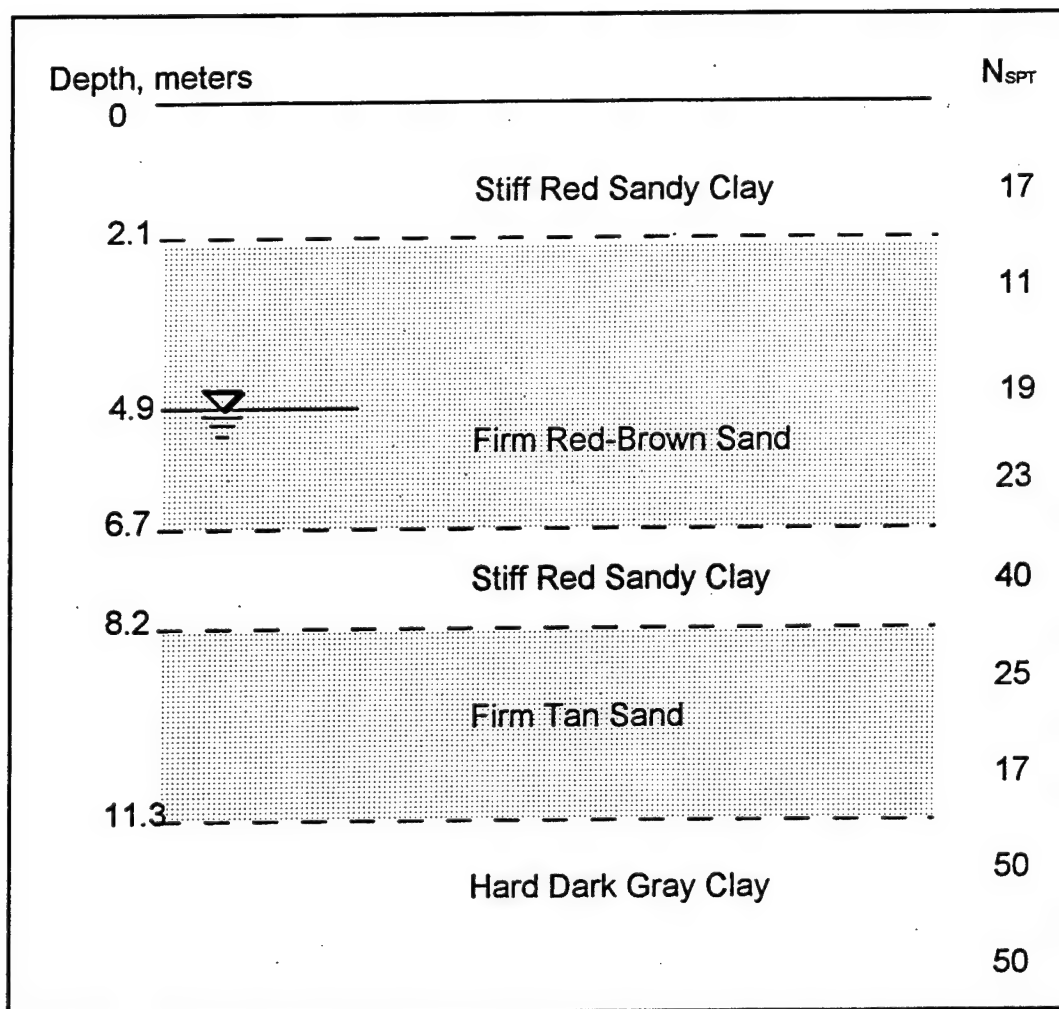 Depth, meters N_SPT
0
Stiff Red Sandy Clay 17
2.1
11
19
4.9
Firm Red-Brown Sand
23
6.7
Stiff Red Sandy Clay 40
8.2
25
Firm Tan Sand
17
11.3
50
Hard Dark Gray Clay
50